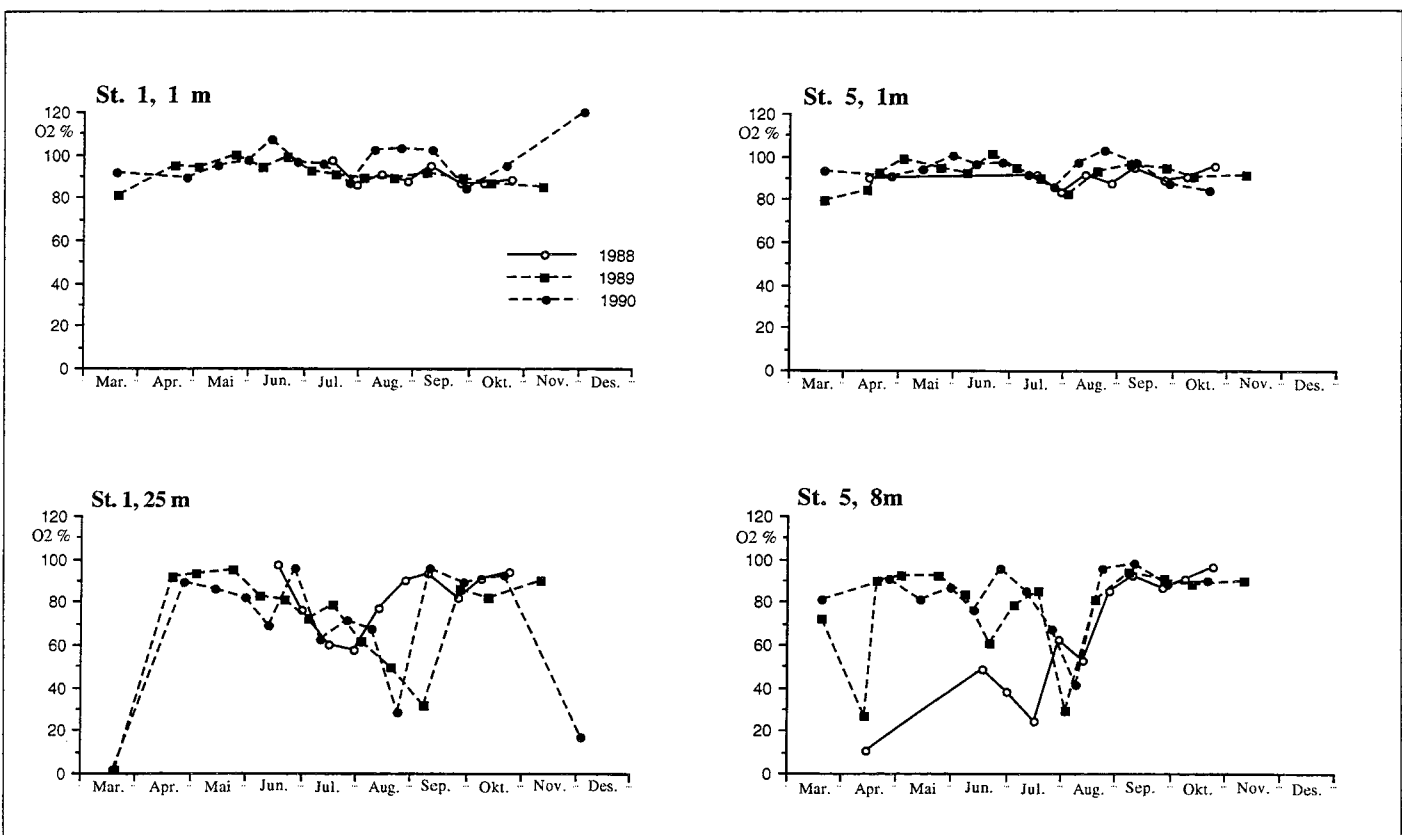 St. 1, 1 m
120
O2 %
100
80
60
40
20
0
Mar. Apr. Mai Jun. Jul. Aug. Sep. Okt. Nov. Des.
1988
1989
1990
St. 5, 1m
120
O2 %
100
80
60
40
20
0
Mar. Apr. Mai Jun. Jul. Aug. Sep. Okt. Nov. Des.
St. 1, 25 m
120
O2 %
100
80
60
40
20
0
Mar. Apr. Mai Jun. Jul. Aug. Sep. Okt. Nov. Des.
St. 5, 8m
120
O2 %
100
80
60
40
20
0
Mar. Apr. Mai Jun. Jul. Aug. Sep. Okt. Nov. Des.